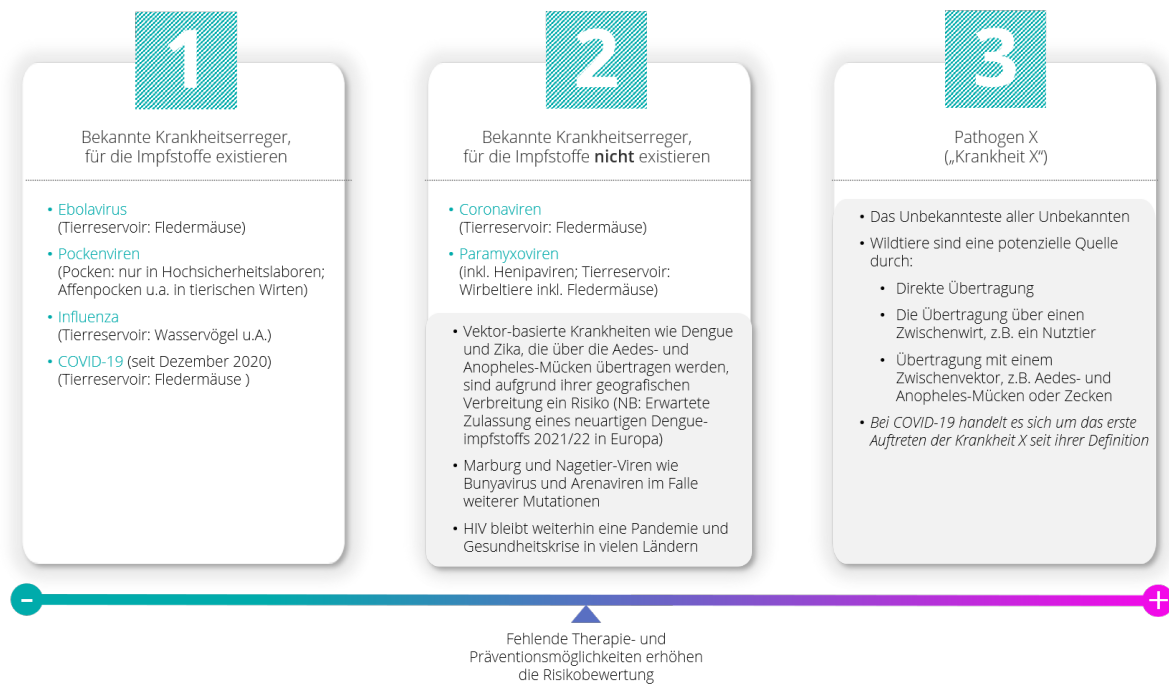 1
Bekannte Krankheitserreger,
für die Impfstoffe existieren
• Ebolavirus
(Tierreservoir: Fledermäuse)
• Pockenviren
(Pocken: nur in Hochsicherheitslaboren;
Affenpocken u.a. in tierischen Wirten)
• Influenza
(Tierreservoir: Wasservögel u.A.)
• COVID-19 (seit Dezember 2020)
(Tierreservoir: Fledermäuse )
2
Bekannte Krankheitserreger,
für die Impfstoffe nicht existieren
• Coronaviren
(Tierreservoir: Fledermäuse)
• Paramyxoviren
(inkl. Henipaviren; Tierreservoir:
Wirbeltiere inkl. Fledermäuse)
• Vektor-basierte Krankheiten wie Dengue
und Zika, die über die Aedes- und
Anopheles-Mücken übertragen werden,
sind aufgrund ihrer geografischen
Verbreitung ein Risiko (NB: Erwartete
Zulassung eines neuartigen Dengue-
impfstoffs 2021/22 in Europa)
• Marburg und Nagetier-Viren wie
Bunyavirus und Arenaviren im Falle
weiterer Mutationen
• HIV bleibt weiterhin eine Pandemie und
Gesundheitskrise in vielen Ländern
3
Pathogen X
(„Krankheit X“)
• Das Unbekannteste aller Unbekannten
• Wildtiere sind eine potenzielle Quelle
durch:
• Direkte Übertragung
• Die Übertragung über einen
Zwischenwirt, z.B. ein Nutztier
• Übertragung mit einem
Zwischenvektor, z.B. Aedes- und
Anopheles-Mücken oder Zecken
• Bei COVID-19 handelt es sich um das erste
Auftreten der Krankheit X seit ihrer Definition
-
+
Fehlende Therapie- und
Präventionsmöglichkeiten erhöhen
die Risikobewertung